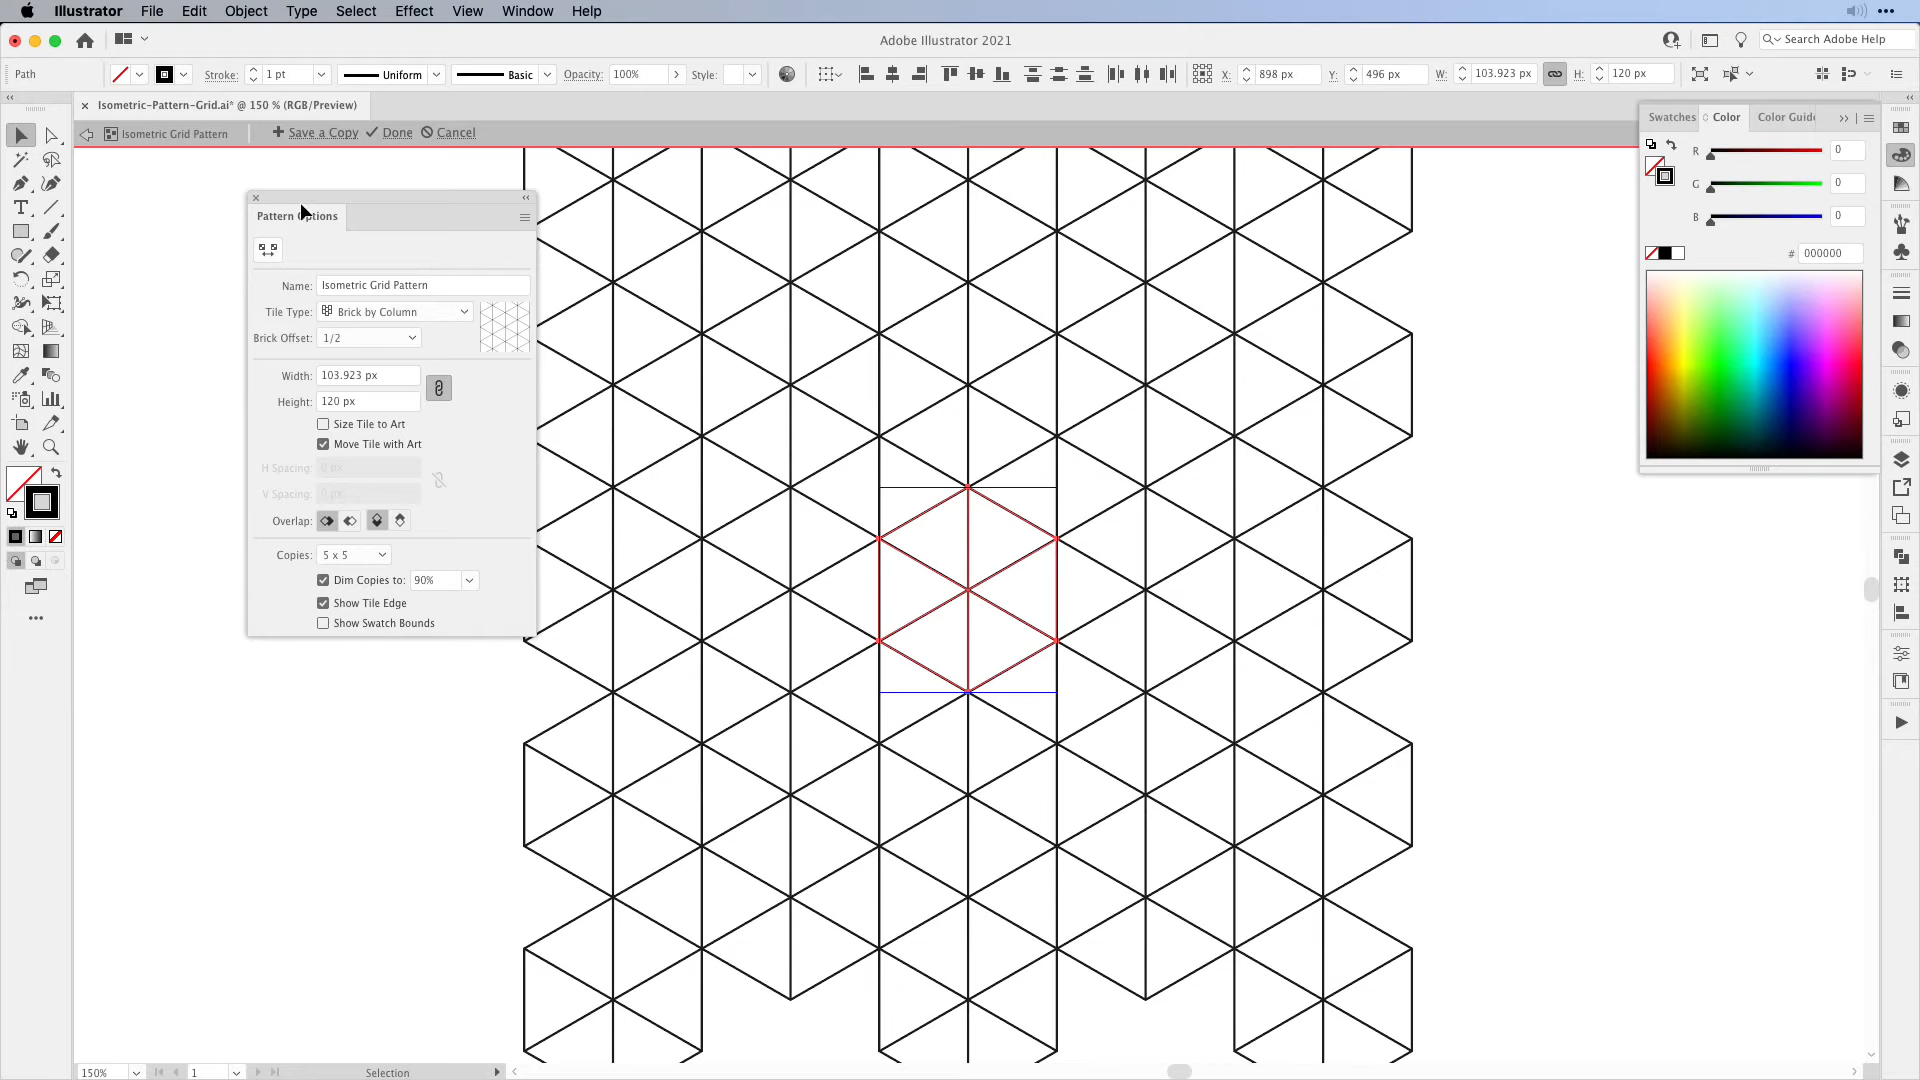 Illustrator File Edit Object Type Select Effect View Window Help
Adobe Illustrator 2021
Search Adobe Help
Path Stroke: 1 pt Uniform Basic Opacity: 100% Style: X: 898 px Y: 496 px W: 103.923 px H: 120 px
Isometric-Pattern-Grid.ai* @ 150 % (RGB/Preview)
Isometric Grid Pattern Save a Copy Done Cancel
Swatches Color Color Guide
R 0
G 0
B 0
# 000000
Pattern Options
Name: Isometric Grid Pattern
Tile Type: Brick by Column
Brick Offset: 1/2
Width: 103.923 px
Height: 120 px
Size Tile to Art
Move Tile with Art
H Spacing: 0 px
V Spacing: 0 px
Overlap:
Copies: 5 x 5
Dim Copies to: 90%
Show Tile Edge
Show Swatch Bounds
150% 1 Selection